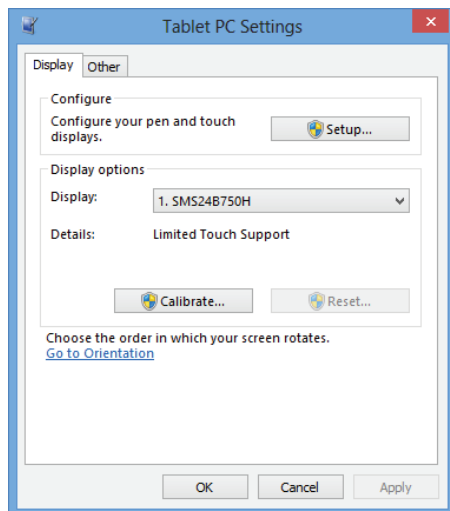 Tablet PC Settings
Display Other
Configure
Configure your pen and touch
displays.
Setup...
Display options
Display: 1. SMS24B750H
Details: Limited Touch Support
Calibrate... Reset...
Choose the order in which your screen rotates.
Go to Orientation
OK Cancel Apply